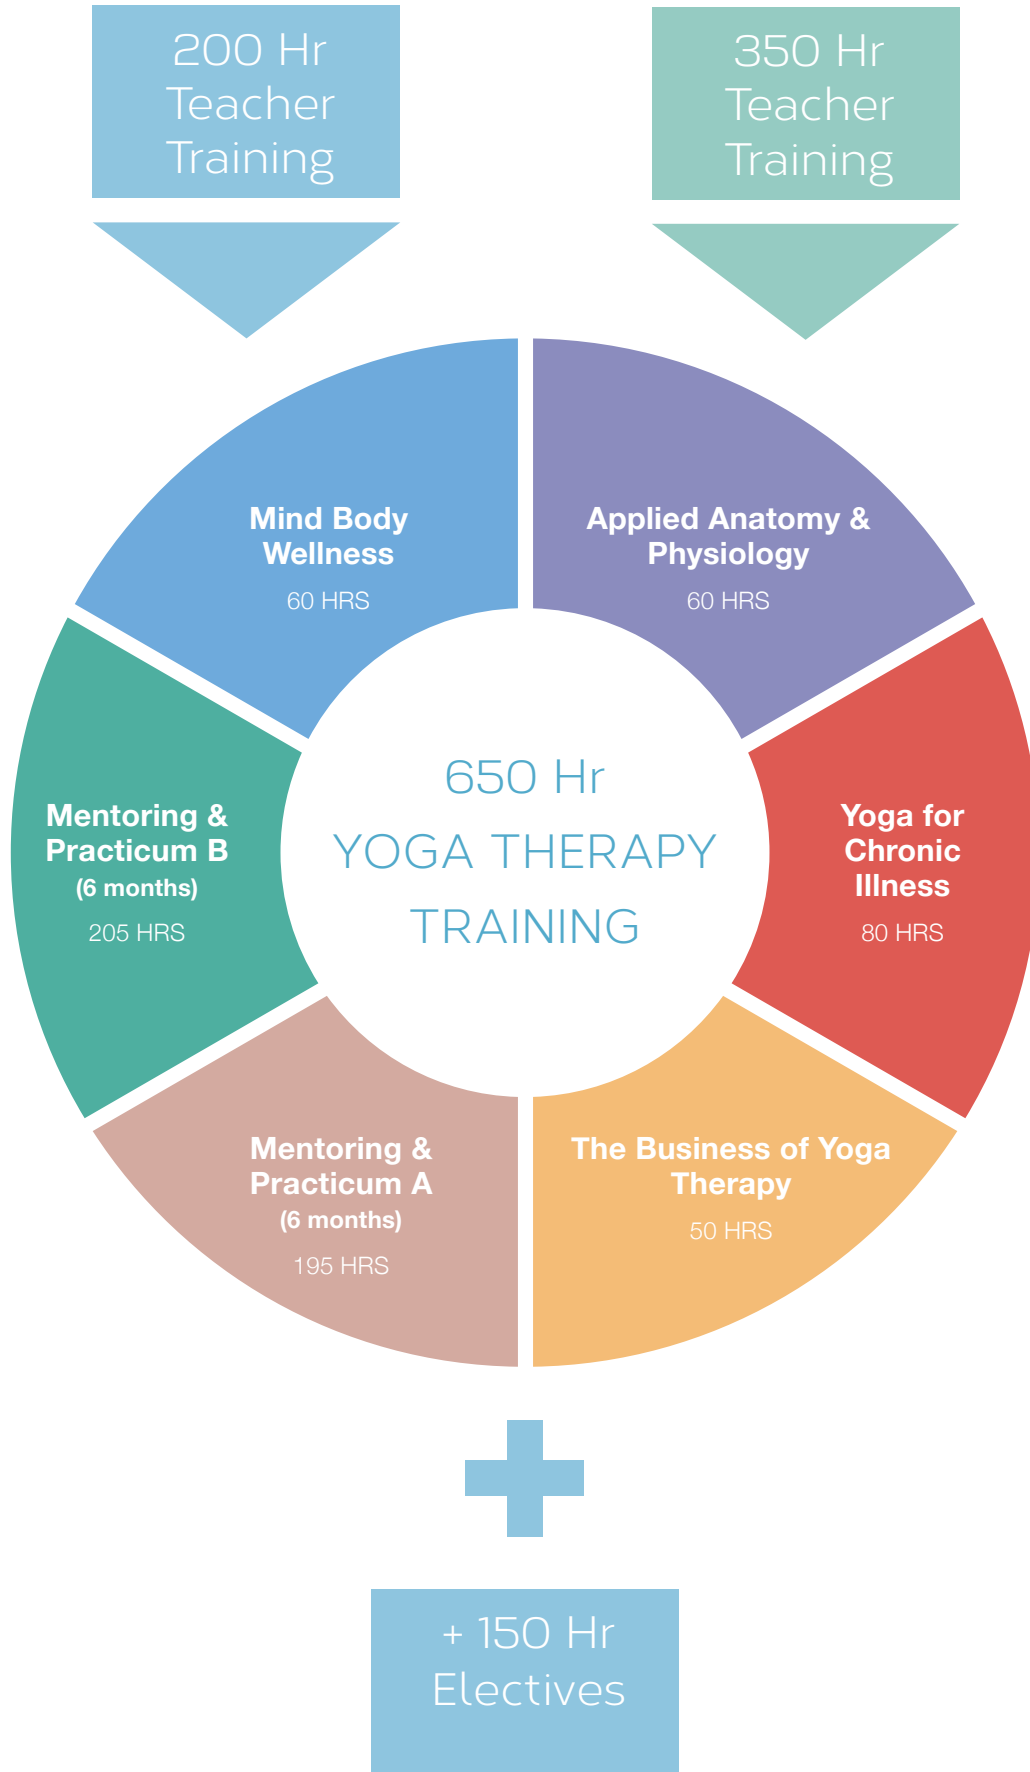 200 Hr
Teacher
Training
350 Hr
Teacher
Training
Mind Body
Wellness
60 HRS
Applied Anatomy &
Physiology
60 HRS
Mentoring &
Practicum B
(6 months)
205 HRS
650 Hr
YOGA THERAPY
TRAINING
Yoga for
Chronic
Illness
80 HRS
Mentoring &
Practicum A
(6 months)
195 HRS
The Business of Yoga
Therapy
50 HRS
+ 150 Hr
Electives